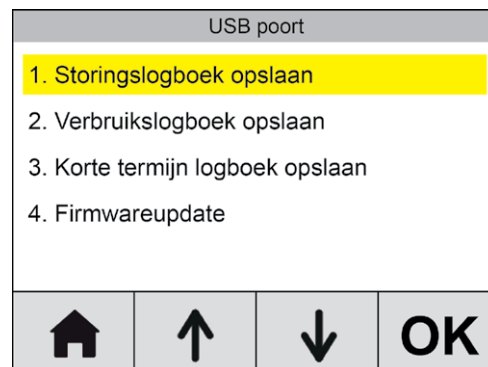 USB poort
1. Storingslogboek opslaan
2. Verbruikslogboek opslaan
3. Korte termijn logboek opslaan
4. Firmwareupdate
OK